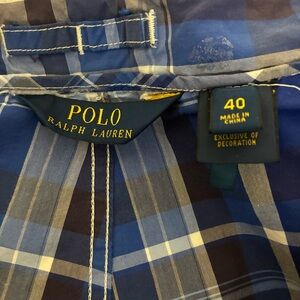 POLO
RALPH LAUREN
40
MADE IN
CHINA
EXCLUSIVE OF
DECORATION